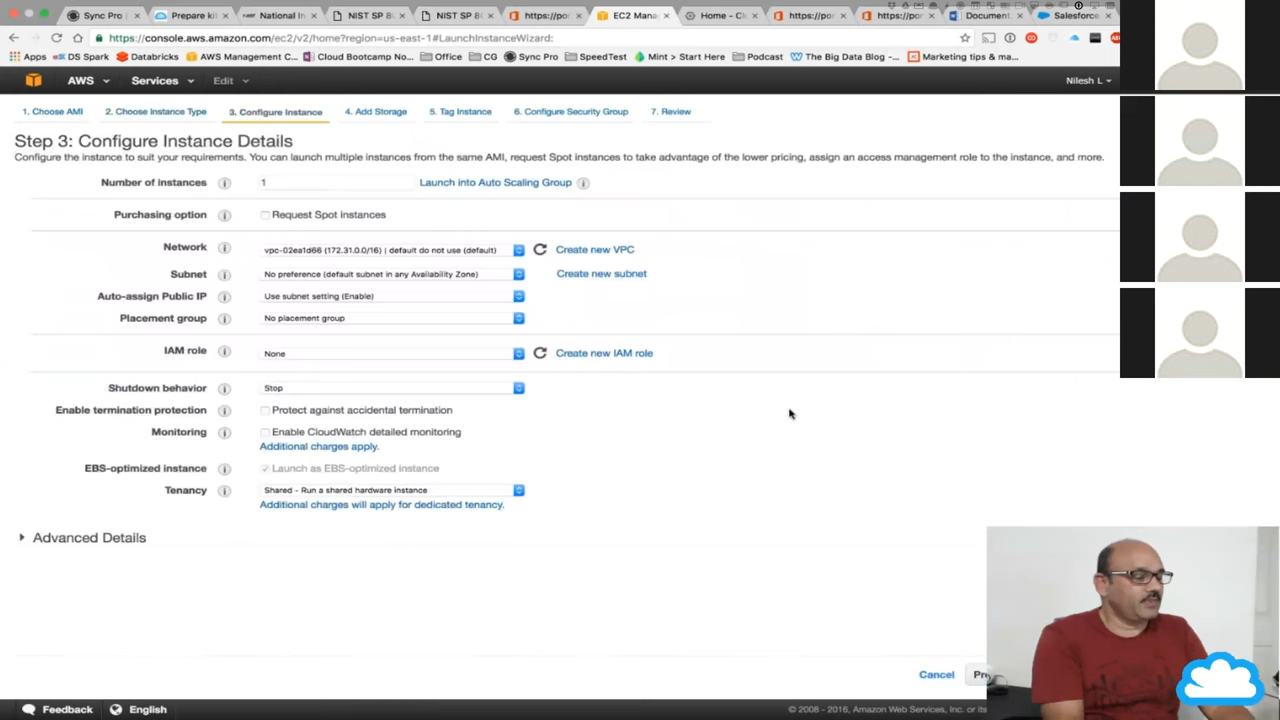 Sync Pro
Prepare kit
National In
NIST SP 8
NIST SP 8
https://por
EC2 Mana
Home - Cl
https://por
https://por
Document
Salesforce
https://console.aws.amazon.com/ec2/v2/home?region=us-east-1#LaunchInstanceWizard:
Apps DS Spark Databricks AWS Management C... Cloud Bootcamp No... Office CG Sync Pro SpeedTest Mint > Start Here Podcast The Big Data Blog -... Marketing tips & ma...
AWS Services Edit Nilesh L
1. Choose AMI 2. Choose Instance Type 3. Configure Instance 4. Add Storage 5. Tag Instance 6. Configure Security Group 7. Review
Step 3: Configure Instance Details
Configure the instance to suit your requirements. You can launch multiple instances from the same AMI, request Spot instances to take advantage of the lower pricing, assign an access management role to the instance, and more.
Number of instances 1 Launch into Auto Scaling Group
Purchasing option Request Spot instances
Network vpc-02ea1d66 (172.31.0.0/16) | default do not use (default) Create new VPC
Subnet No preference (default subnet in any Availability Zone) Create new subnet
Auto-assign Public IP Use subnet setting (Enable)
Placement group No placement group
IAM role None Create new IAM role
Shutdown behavior Stop
Enable termination protection Protect against accidental termination
Monitoring Enable CloudWatch detailed monitoring
Additional charges apply.
EBS-optimized instance Launch as EBS-optimized instance
Tenancy Shared - Run a shared hardware instance
Additional charges will apply for dedicated tenancy.
Advanced Details
Cancel Pre
Feedback English © 2008 - 2016, Amazon Web Services, Inc. or its